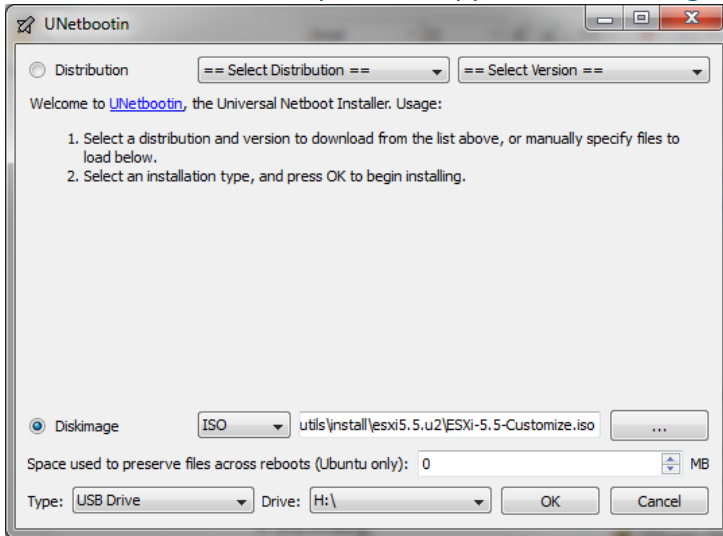 UNetbootin
Distribution == Select Distribution == == Select Version ==
Welcome to UNetbootin, the Universal Netboot Installer. Usage:
1. Select a distribution and version to download from the list above, or manually specify files to
load below.
2. Select an installation type, and press OK to begin installing.
Diskimage ISO utils\install\esxi5.5.u2\ESXi-5.5-Customize.iso ...
Space used to preserve files across reboots (Ubuntu only): 0 MB
Type: USB Drive Drive: H:\ OK Cancel